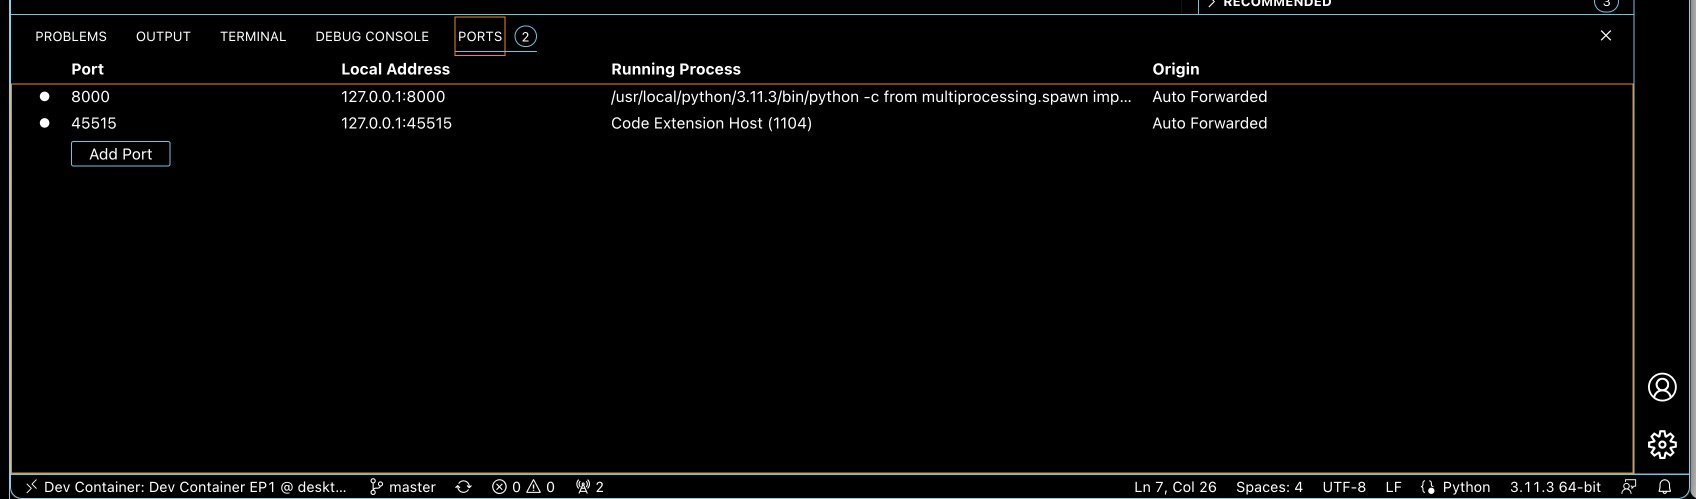 RECOMMENDED 3
PROBLEMS OUTPUT TERMINAL DEBUG CONSOLE PORTS 2
Port Local Address Running Process Origin
8000 127.0.0.1:8000 /usr/local/python/3.11.3/bin/python -c from multiprocessing.spawn imp... Auto Forwarded
45515 127.0.0.1:45515 Code Extension Host (1104) Auto Forwarded
Add Port
Dev Container: Dev Container EP1 @ deskt... master 0 0 2 Ln 7, Col 26 Spaces: 4 UTF-8 LF Python 3.11.3 64-bit